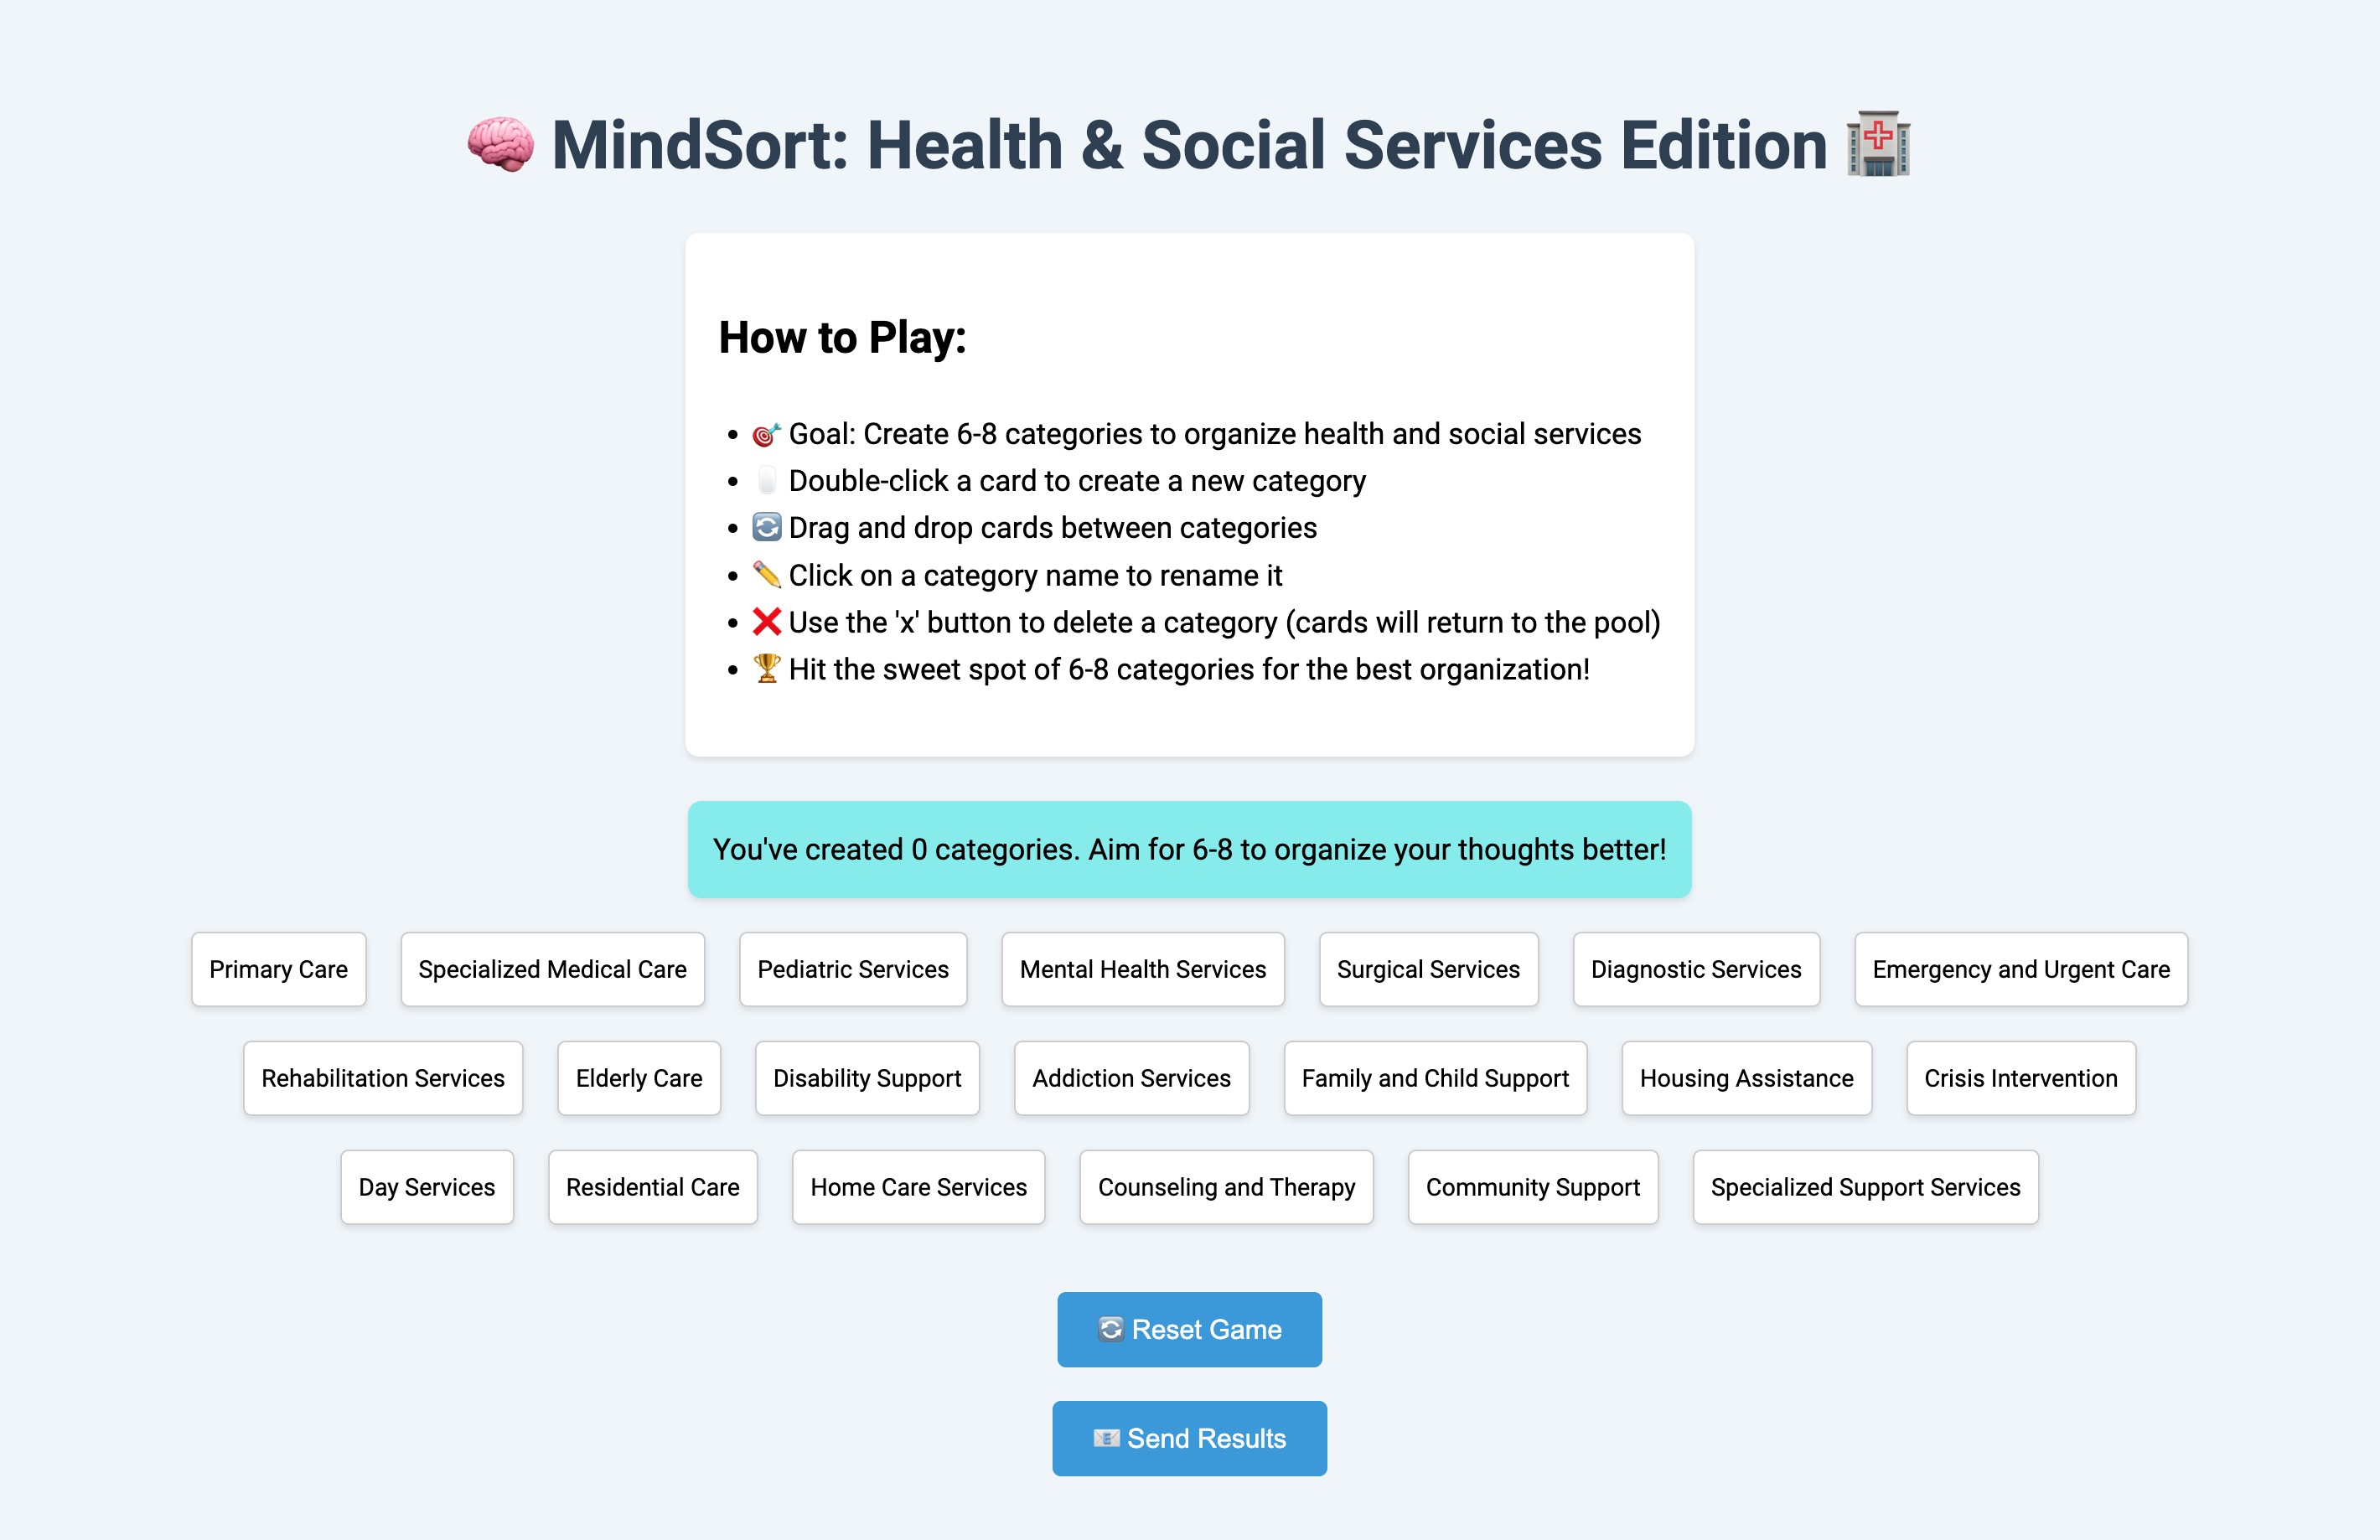 🧠 MindSort: Health & Social Services Edition 🏥
How to Play:
• 🎯 Goal: Create 6-8 categories to organize health and social services
• 🖱️ Double-click a card to create a new category
• 🔄 Drag and drop cards between categories
• ✏️ Click on a category name to rename it
• ❌ Use the 'x' button to delete a category (cards will return to the pool)
• 🏆 Hit the sweet spot of 6-8 categories for the best organization!
You've created 0 categories. Aim for 6-8 to organize your thoughts better!
Primary Care Specialized Medical Care Pediatric Services Mental Health Services Surgical Services Diagnostic Services Emergency and Urgent Care
Rehabilitation Services Elderly Care Disability Support Addiction Services Family and Child Support Housing Assistance Crisis Intervention
Day Services Residential Care Home Care Services Counseling and Therapy Community Support Specialized Support Services
🔄 Reset Game
📧 Send Results